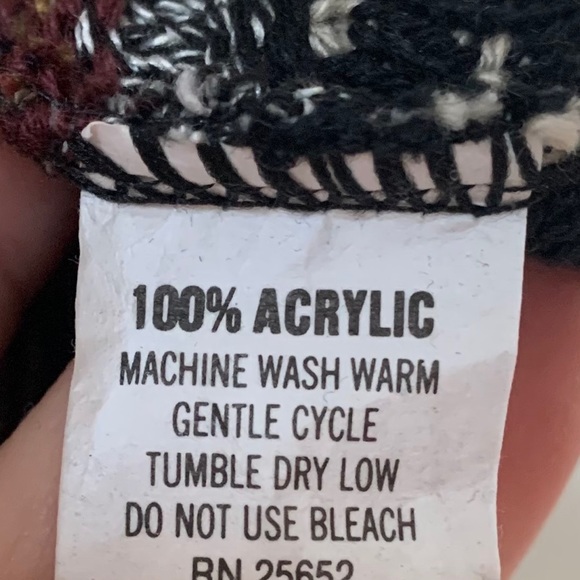 100% ACRYLIC
MACHINE WASH WARM
GENTLE CYCLE
TUMBLE DRY LOW
DO NOT USE BLEACH
RN 25652